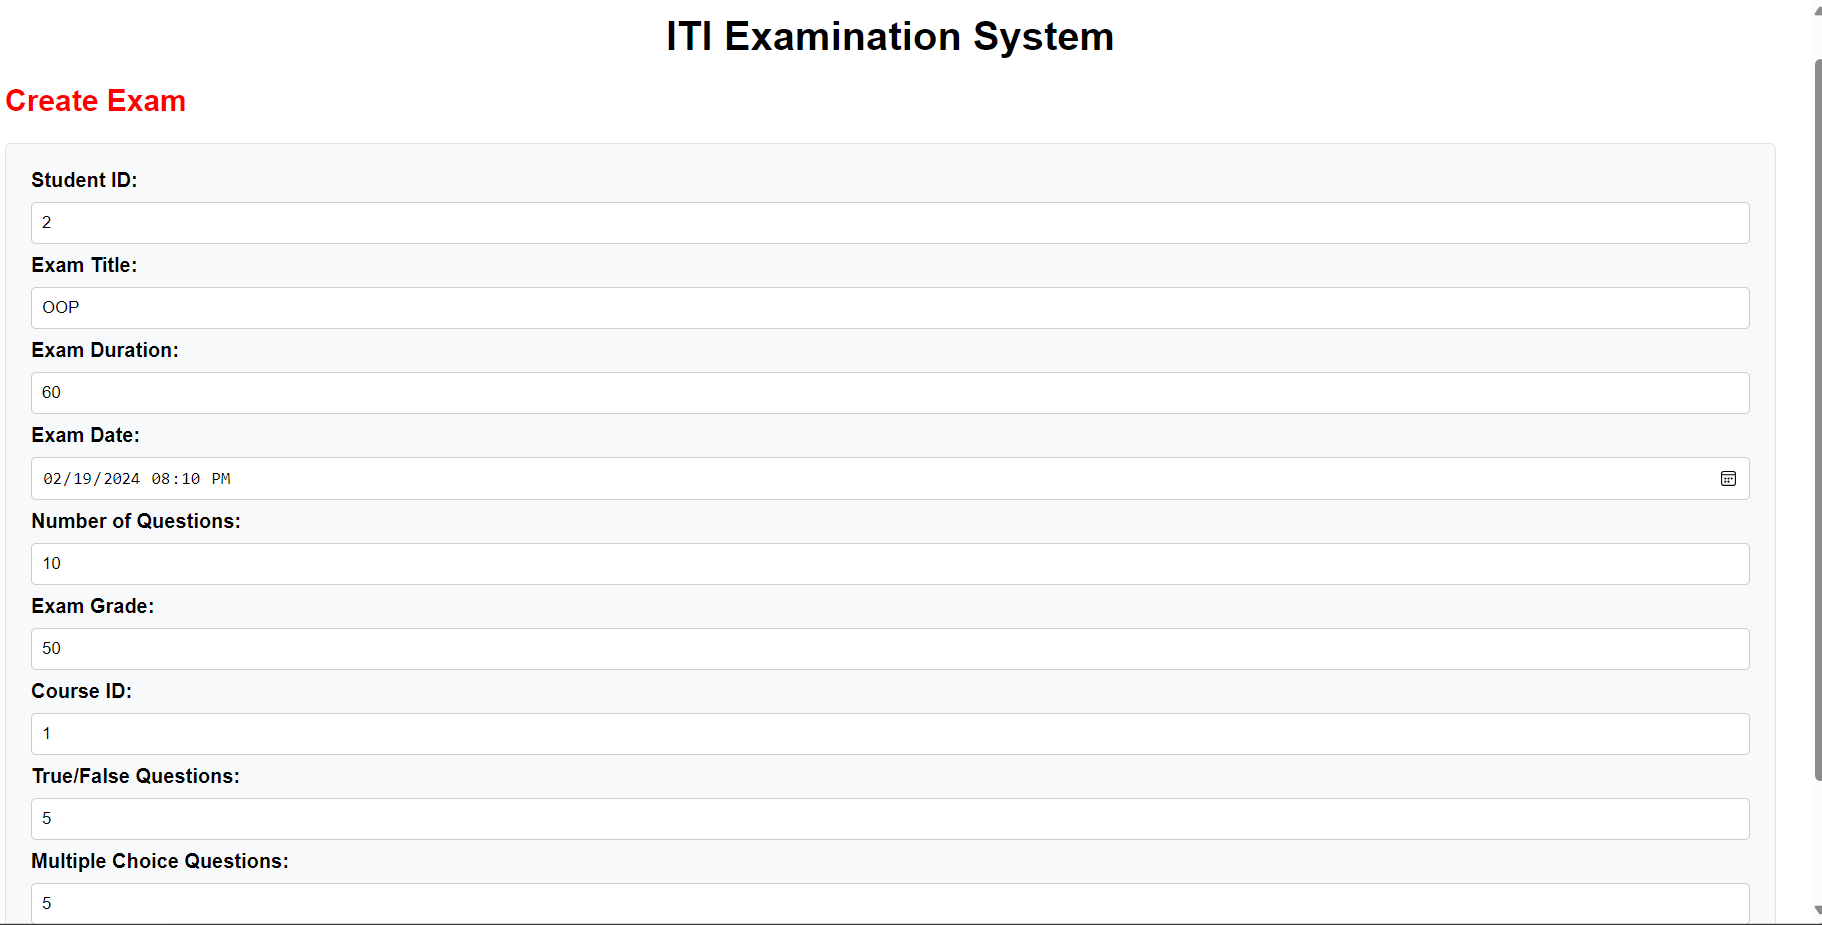 ITI Examination System
Create Exam
Student ID:
2
Exam Title:
OOP
Exam Duration:
60
Exam Date:
02/19/2024 08:10 PM
Number of Questions:
10
Exam Grade:
50
Course ID:
1
True/False Questions:
5
Multiple Choice Questions:
5